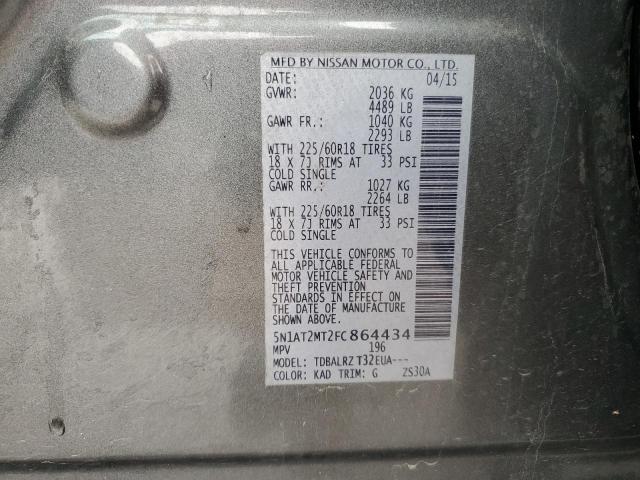 MFD BY NISSAN MOTOR CO., LTD.
DATE: 04/15
GVWR: 2036 KG
4489 LB
GAWR FR.: 1040 KG
2293 LB
WITH 225/60R18 TIRES
18 X 7J RIMS AT 33 PSI
COLD SINGLE
GAWR RR.: 1027 KG
2264 LB
WITH 225/60R18 TIRES
18 X 7J RIMS AT 33 PSI
COLD SINGLE
THIS VEHICLE CONFORMS TO
ALL APPLICABLE FEDERAL
MOTOR VEHICLE SAFETY AND
THEFT PREVENTION
STANDARDS IN EFFECT ON
THE DATE OF MANUFACTURE
SHOWN ABOVE.
5N1AT2MT2FC864434
MPV 196
MODEL: TDBALRZ T32EUA---
COLOR: KAD TRIM: G ZS30A